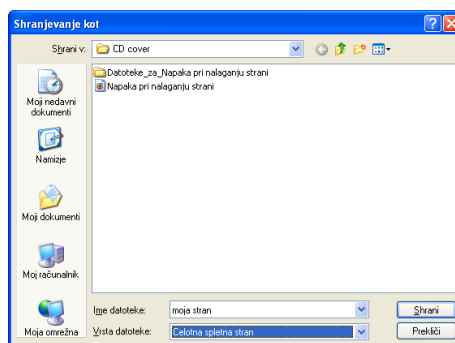 Shranjevanje kot
Shrani v: CD cover
Datoteke_za_Napaka pri nalaganju strani
Napaka pri nalaganju strani
Moji nedavni
dokumenti
Namizje
Moji dokumenti
Moj računalnik
Moja omrežna
Ime datoteke: moja stran Shrani
Vrsta datoteke: Celotna spletna stran Prekliči